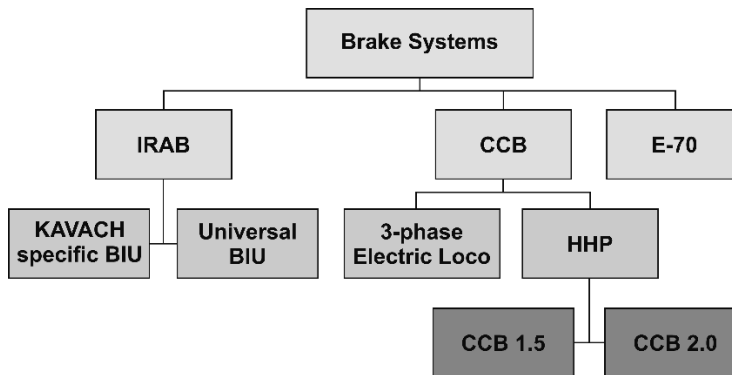 Brake Systems
IRAB
CCB
E-70
KAVACH
specific BIU
Universal
BIU
3-phase
Electric Loco
HHP
CCB 1.5
CCB 2.0